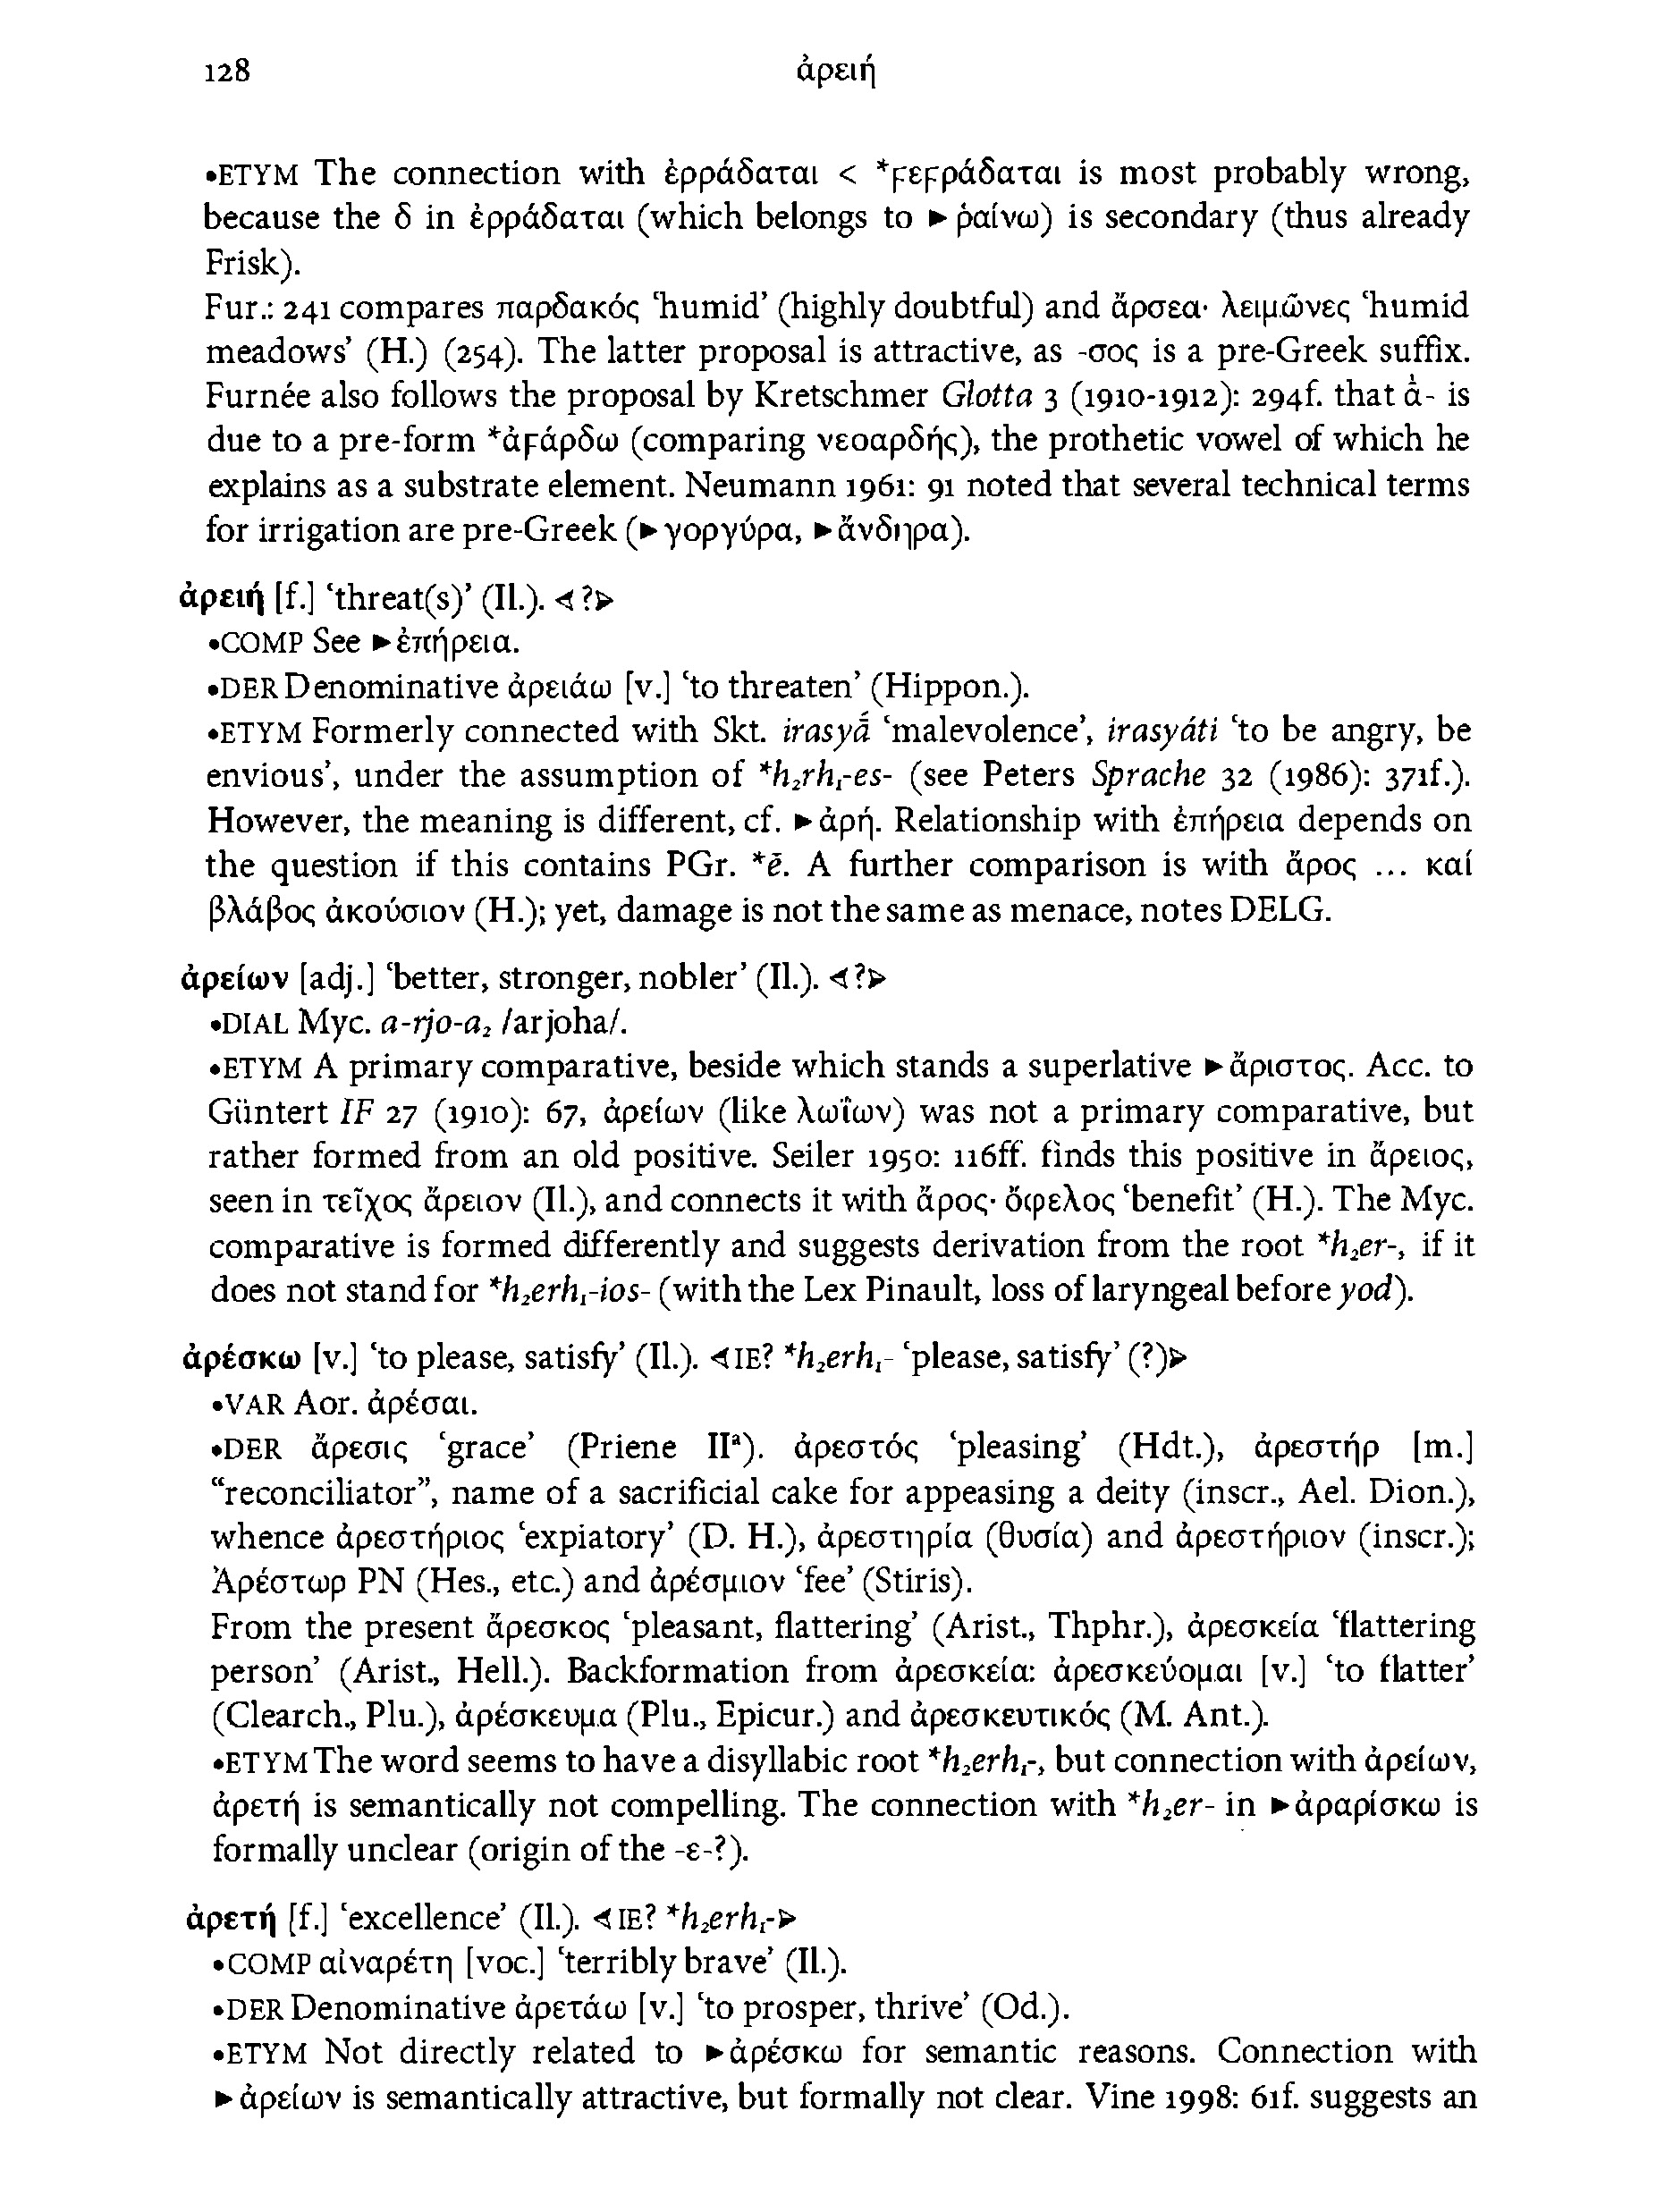 128 ἀρειή
•ETYM The connection with ἐρράδαται < *ϝεϝράδαται is most probably wrong,
because the δ in ἐρράδαται (which belongs to ►ῥαίνω) is secondary (thus already
Frisk).
Fur.: 241 compares παρδακός ‘humid’ (highly doubtful) and ἄρσεα· λειμῶνες ‘humid
meadows’ (H.) (254). The latter proposal is attractive, as -σος is a pre-Greek suffix.
Furnée also follows the proposal by Kretschmer Glotta 3 (1910-1912): 294f. that ἀ- is
due to a pre-form *ἀϝάρδω (comparing νεοαρδής), the prothetic vowel of which he
explains as a substrate element. Neumann 1961: 91 noted that several technical terms
for irrigation are pre-Greek (►γοργύρα, ►ἄνδηρα).
ἀρειή [f.] ‘threat(s)’ (Il.). ⊲?⊳
•COMP See ►ἐπήρεια.
•DER Denominative ἀρειάω [v.] ‘to threaten’ (Hippon.).
•ETYM Formerly connected with Skt. irasyā́ ‘malevolence’, irasyáti ‘to be angry, be
envious’, under the assumption of *h₂rh₁-es- (see Peters Sprache 32 (1986): 371f.).
However, the meaning is different, cf. ►ἀρή. Relationship with ἐπήρεια depends on
the question if this contains PGr. *ē. A further comparison is with ἄρος ... καί
βλάβος ἀκούσιον (H.); yet, damage is not the same as menace, notes DELG.
ἀρείων [adj.] ‘better, stronger, nobler’ (Il.). ⊲?⊳
•DIAL Myc. a-rjo-a₂ /arjoha/.
•ETYM A primary comparative, beside which stands a superlative ►ἄριστος. Acc. to
Güntert IF 27 (1910): 67, ἀρείων (like λωΐων) was not a primary comparative, but
rather formed from an old positive. Seiler 1950: 116ff. finds this positive in ἄρειος,
seen in τεῖχος ἄρειον (Il.), and connects it with ἄρος· ὄφελος ‘benefit’ (H.). The Myc.
comparative is formed differently and suggests derivation from the root *h₂er-, if it
does not stand for *h₂erh₁-ios- (with the Lex Pinault, loss of laryngeal before yod).
ἀρέσκω [v.] ‘to please, satisfy’ (Il.). ⊲IE? *h₂erh₁- ‘please, satisfy’ (?)⊳
•VAR Aor. ἀρέσαι.
•DER ἄρεσις ‘grace’ (Priene IIᵃ). ἀρεστός ‘pleasing’ (Hdt.), ἀρεστήρ [m.]
“reconciliator”, name of a sacrificial cake for appeasing a deity (inscr., Ael. Dion.),
whence ἀρεστήριος ‘expiatory’ (D. H.), ἀρεστηρία (θυσία) and ἀρεστήριον (inscr.);
Ἀρέστωρ PN (Hes., etc.) and ἀρέσμιον ‘fee’ (Stiris).
From the present ἄρεσκος ‘pleasant, flattering’ (Arist., Thphr.), ἀρεσκεία ‘flattering
person’ (Arist., Hell.). Backformation from ἀρεσκεία: ἀρεσκεύομαι [v.] ‘to flatter’
(Clearch., Plu.), ἀρέσκευμα (Plu., Epicur.) and ἀρεσκευτικός (M. Ant.).
•ETYM The word seems to have a disyllabic root *h₂erh₁-, but connection with ἀρείων,
ἀρετή is semantically not compelling. The connection with *h₂er- in ►ἀραρίσκω is
formally unclear (origin of the -ε-?).
ἀρετή [f.] ‘excellence’ (Il.). ⊲IE? *h₂erh₁-⊳
•COMP αἰναρέτη [voc.] ‘terribly brave’ (Il.).
•DER Denominative ἀρετάω [v.] ‘to prosper, thrive’ (Od.).
•ETYM Not directly related to ►ἀρέσκω for semantic reasons. Connection with
►ἀρείων is semantically attractive, but formally not clear. Vine 1998: 61f. suggests an